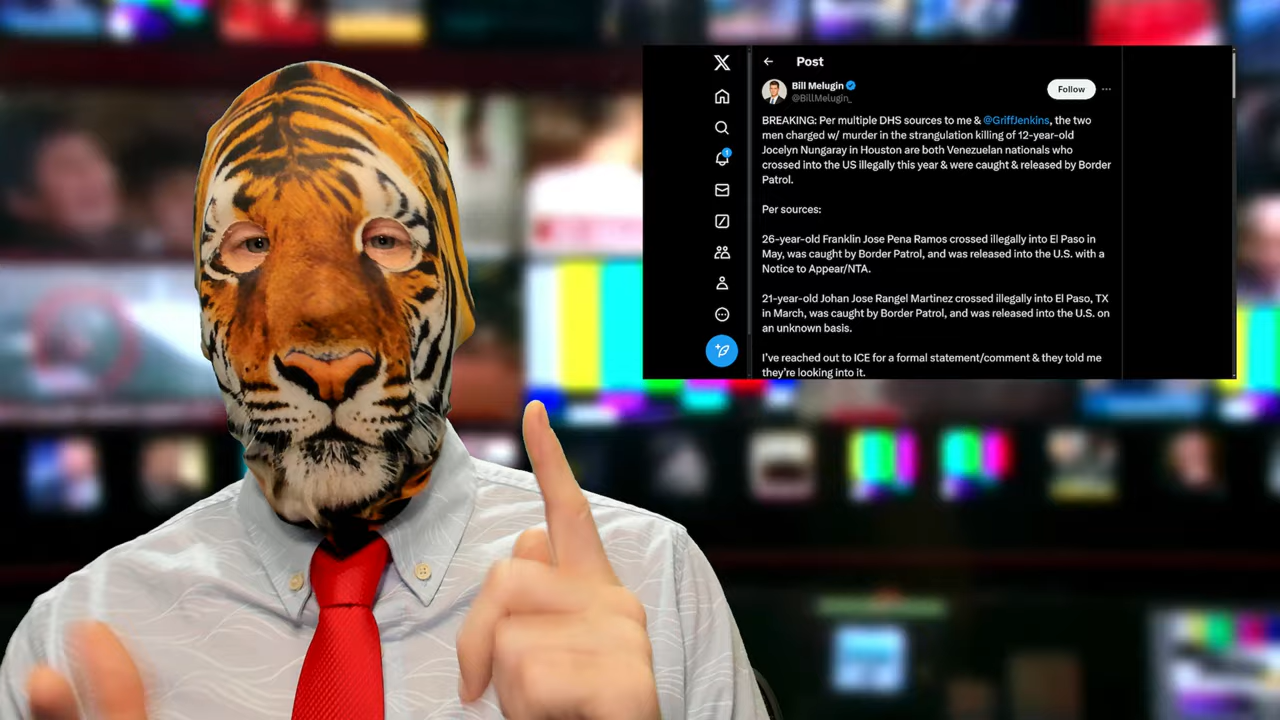 Post
Bill Melugin
@BillMelugin_
Follow
BREAKING: Per multiple DHS sources to me & @GriffJenkins, the two
men charged w/ murder in the strangulation killing of 12-year-old
Jocelyn Nungaray in Houston are both Venezuelan nationals who
crossed into the US illegally this year & were caught & released by Border
Patrol.
Per sources:
26-year-old Franklin Jose Pena Ramos crossed illegally into El Paso in
May, was caught by Border Patrol, and was released into the U.S. with a
Notice to Appear/NTA.
21-year-old Johan Jose Rangel Martinez crossed illegally into El Paso, TX
in March, was caught by Border Patrol, and was released into the U.S. on
an unknown basis.
I've reached out to ICE for a formal statement/comment & they told me
they're looking into it.
1